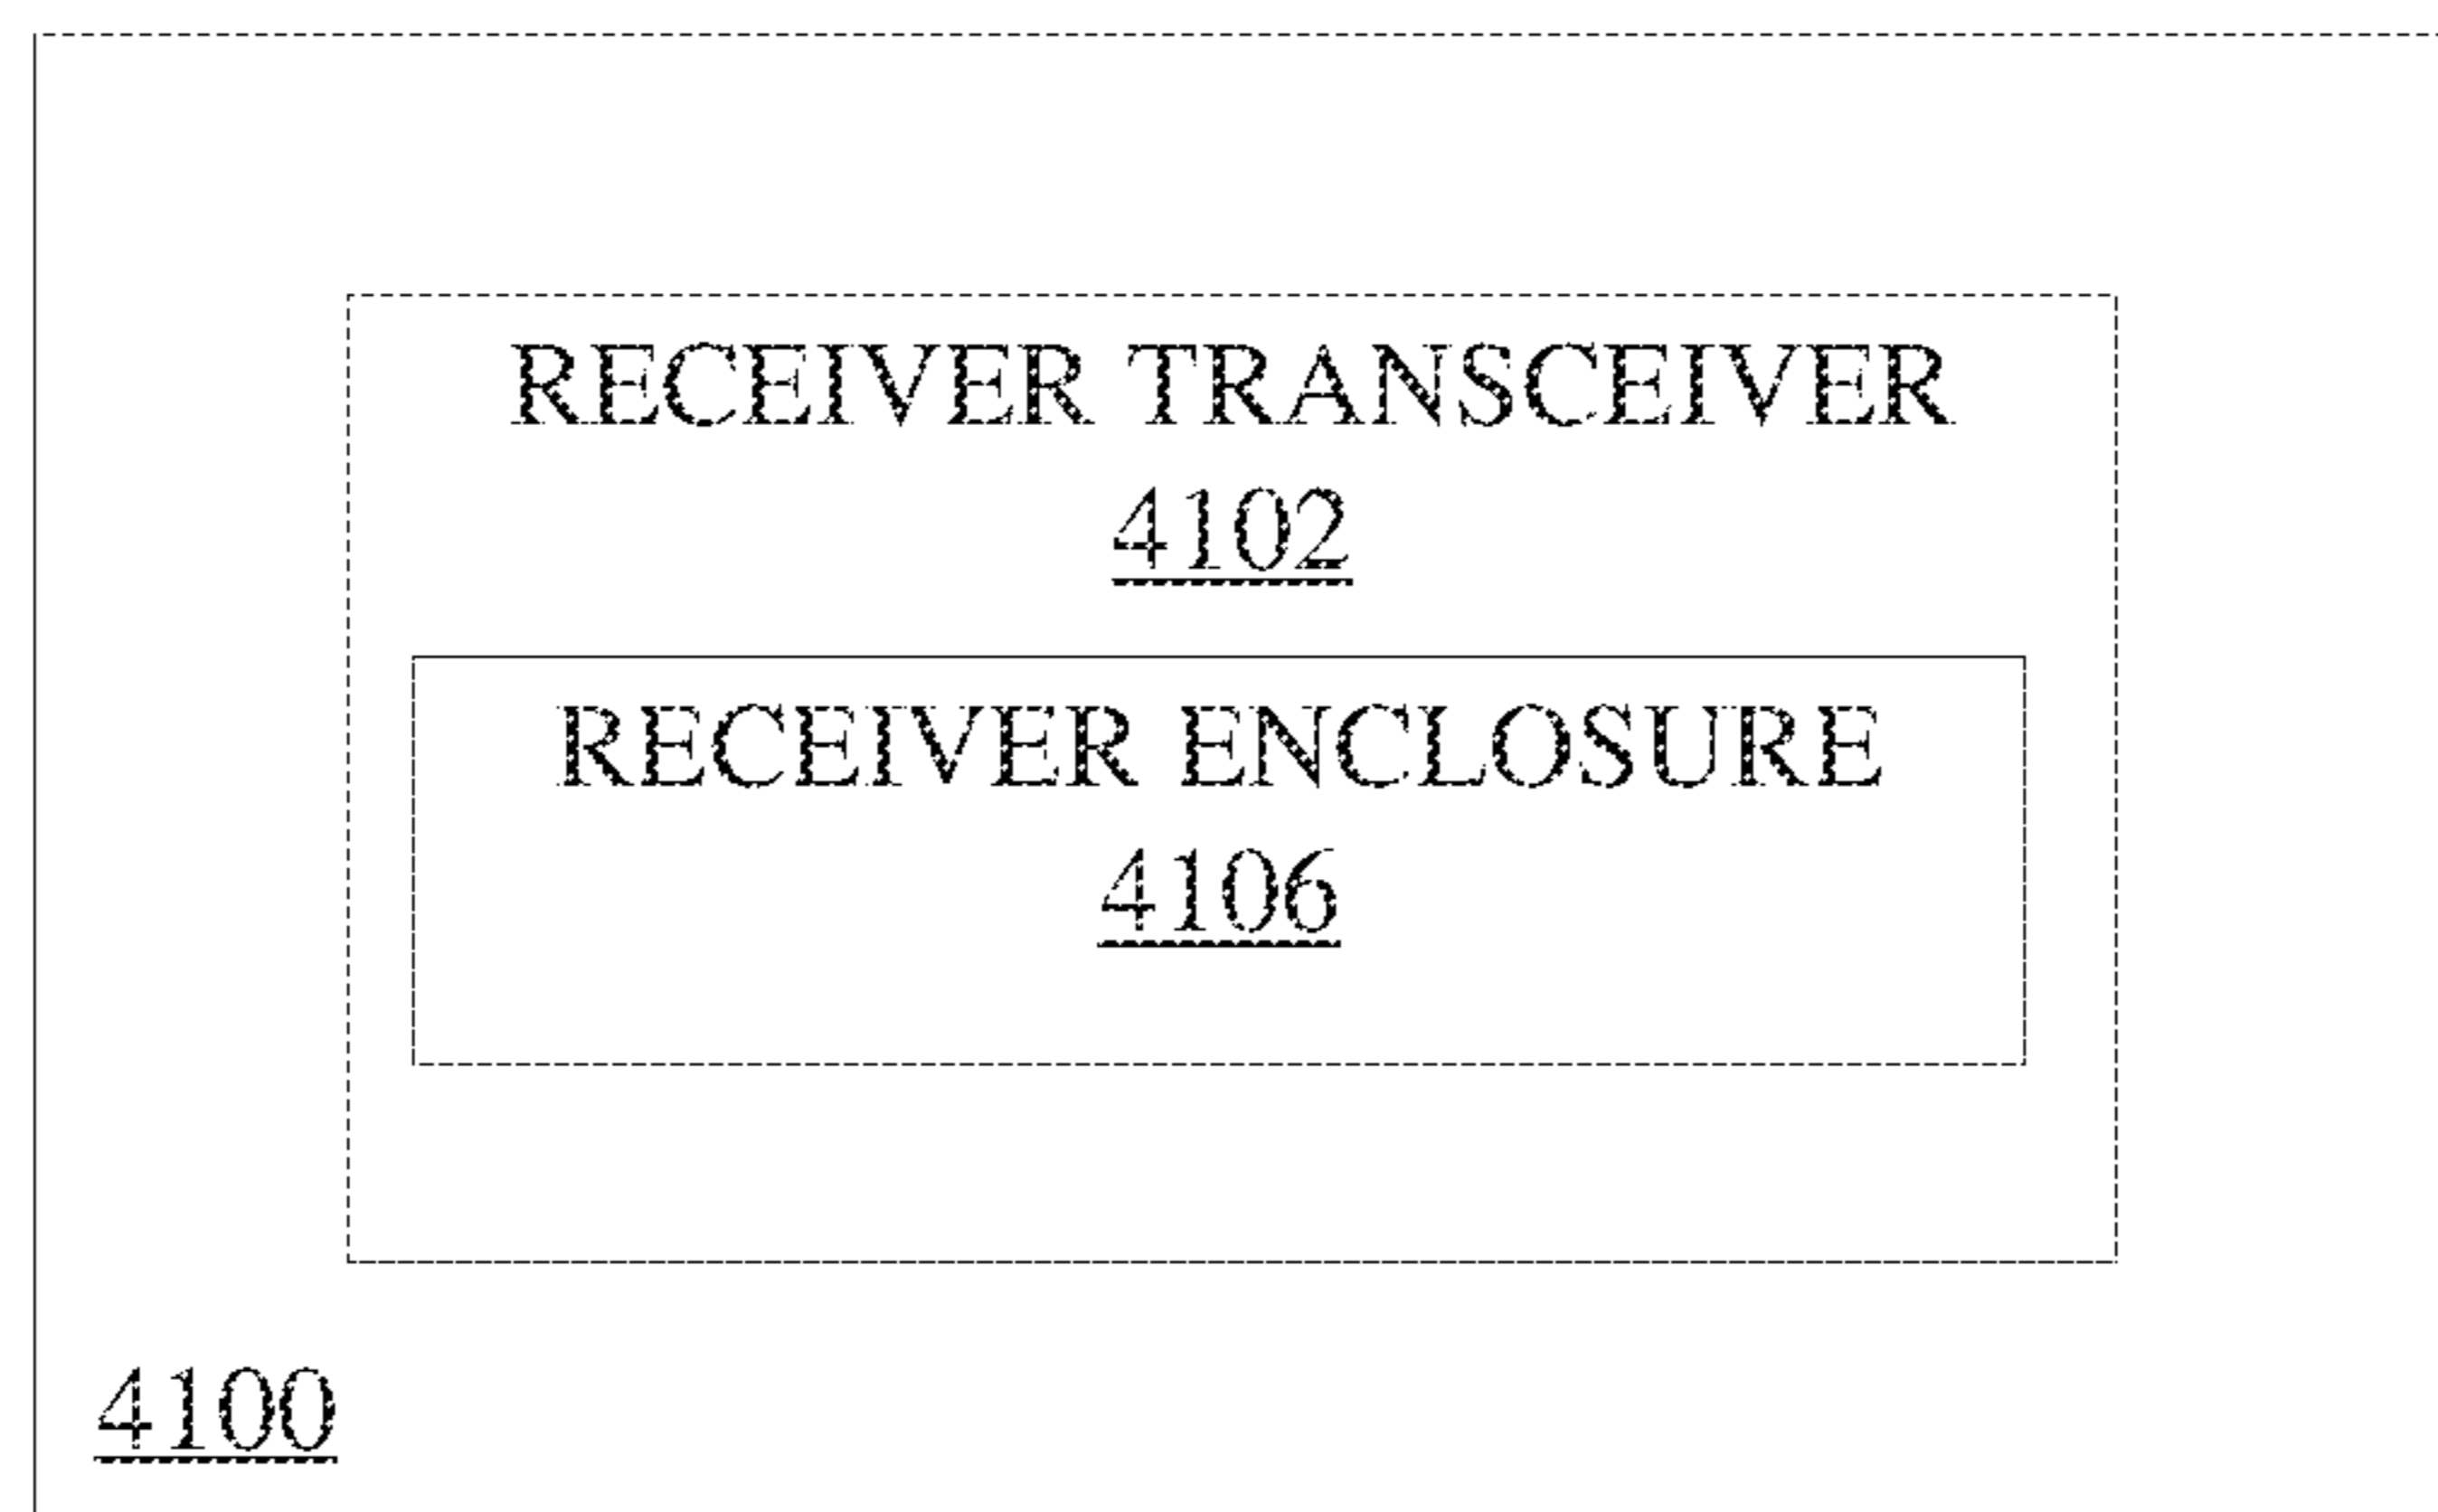 RECEIVER TRANSCEIVER
4102
RECEIVER ENCLOSURE
4106
4100